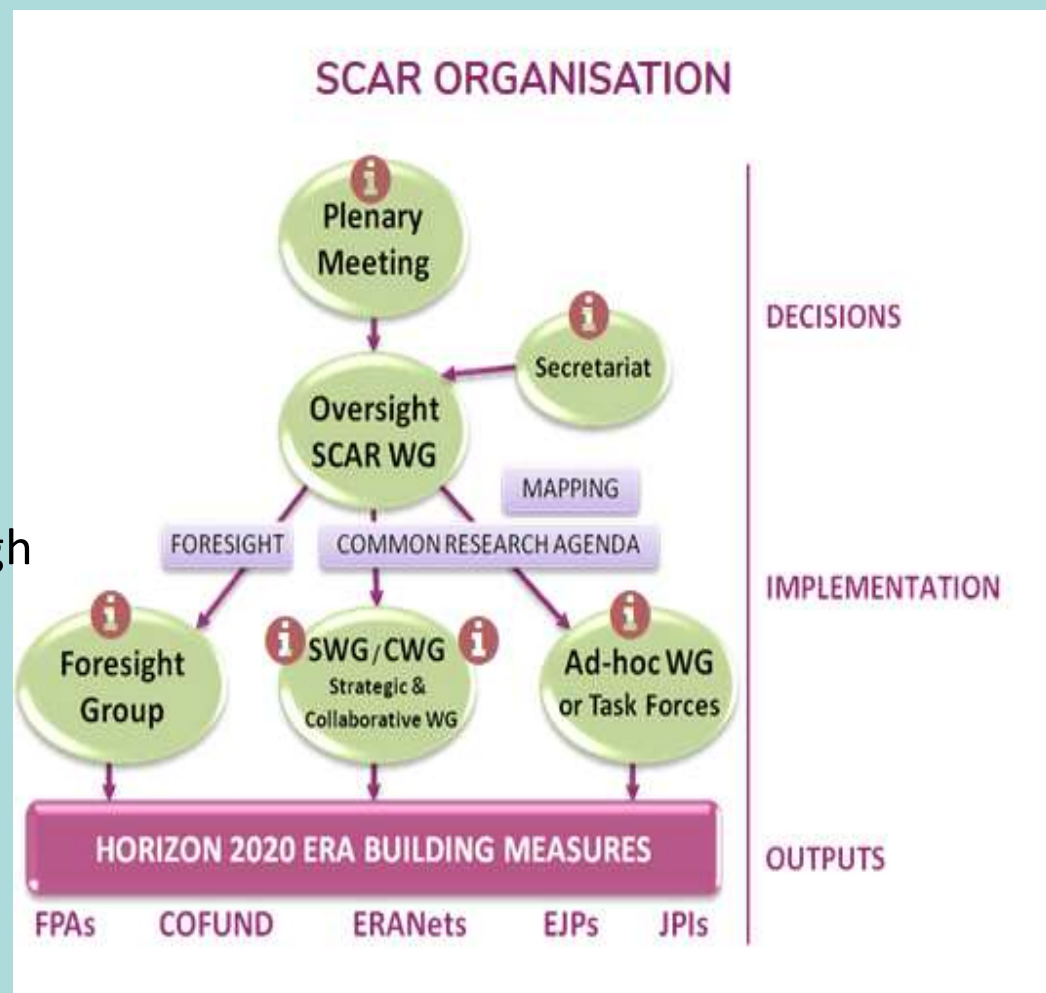 SCAR ORGANISATION
i
Plenary
Meeting
DECISIONS
i
Secretariat
Oversight
SCAR WG
MAPPING
gh
FORESIGHT
COMMON RESEARCH AGENDA
IMPLEMENTATION
i
Foresight
Group
i
SWG/CWG
i
Strategic &
Collaborative WG
i
Ad-hoc WG
or Task Forces
HORIZON 2020 ERA BUILDING MEASURES
OUTPUTS
FPAs COFUND ERANets EJPs JPIs